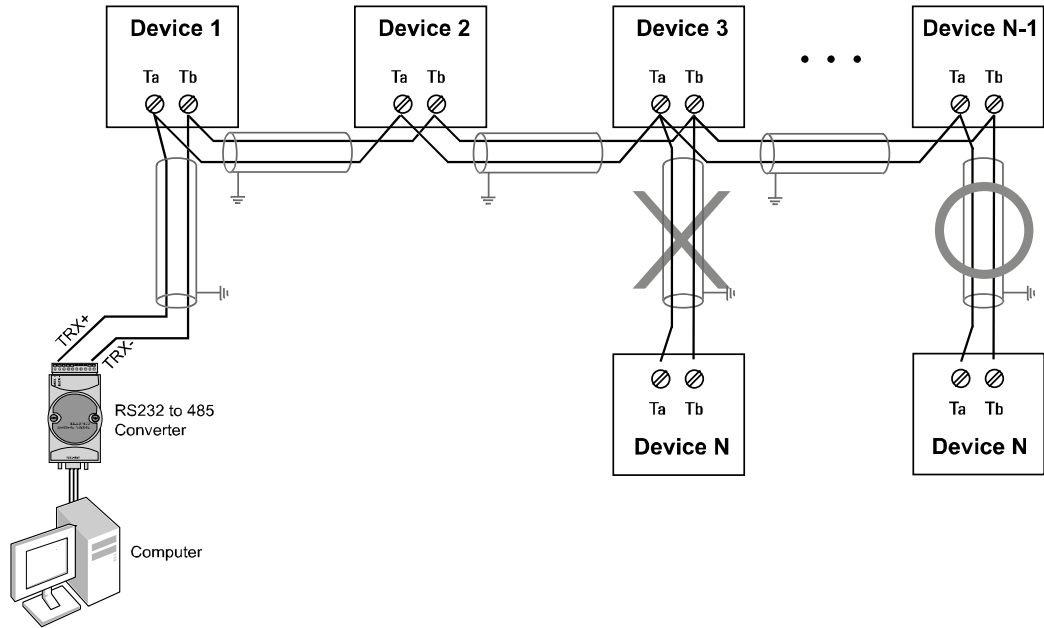 Device 1
Device 2
Device 3
Device N-1
Ta Tb
Ta Tb
Ta Tb
Ta Tb
TRX+
TRX-
RS232 to 485
Converter
Ta Tb
Device N
Ta Tb
Device N
Computer